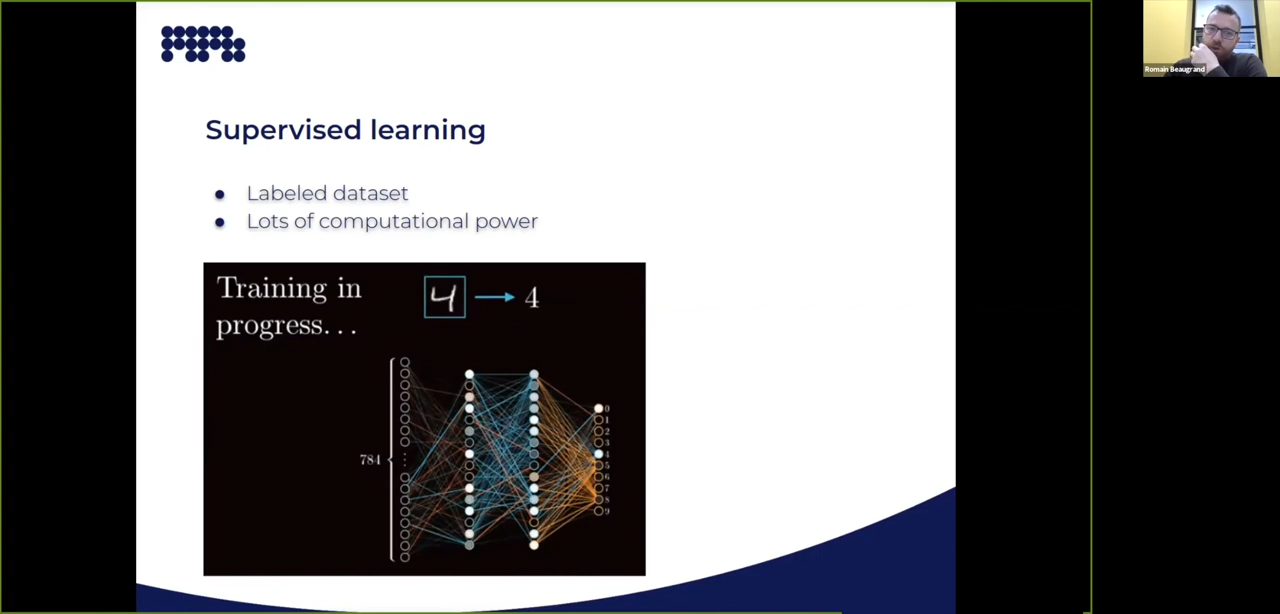 Romain Beaugrand
Supervised learning
● Labeled dataset
● Lots of computational power
Training in
progress...
4 → 4
784
0
1
2
3
4
5
6
7
8
9